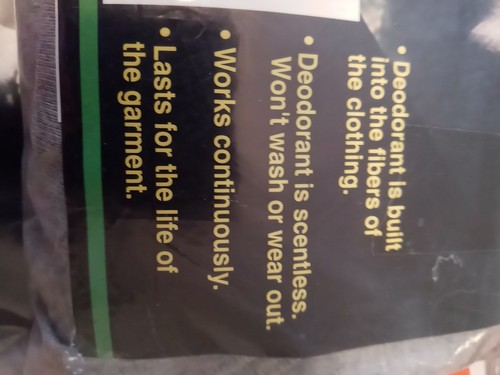 • Deodorant is built
into the fibers of
the clothing.
• Deodorant is scentless.
Won't wash or wear out.
• Works continuously.
• Lasts for the life of
the garment.